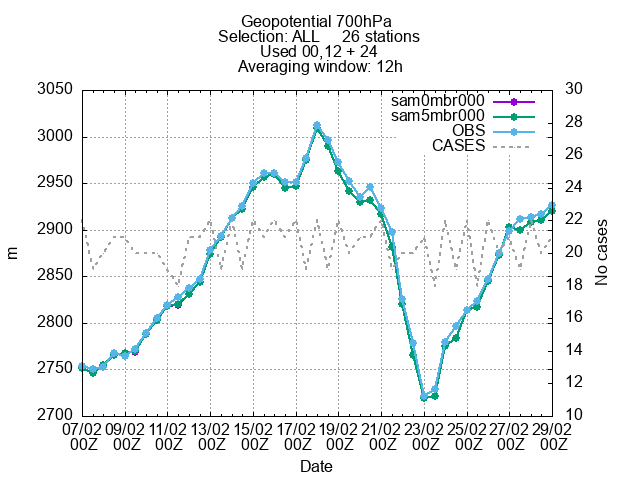 Geopotential 700hPa
Selection: ALL 26 stations
Used 00,12 + 24
Averaging window: 12h
sam0mbr000
sam5mbr000
OBS
CASES
3050
3000
2950
2900
2850
2800
2750
2700
m
30
28
26
24
22
20
18
16
14
12
10
No cases
07/02 09/02 11/02 13/02 15/02 17/02 19/02 21/02 23/02 25/02 27/02 29/02
00Z 00Z 00Z 00Z 00Z 00Z 00Z 00Z 00Z 00Z 00Z 00Z
Date